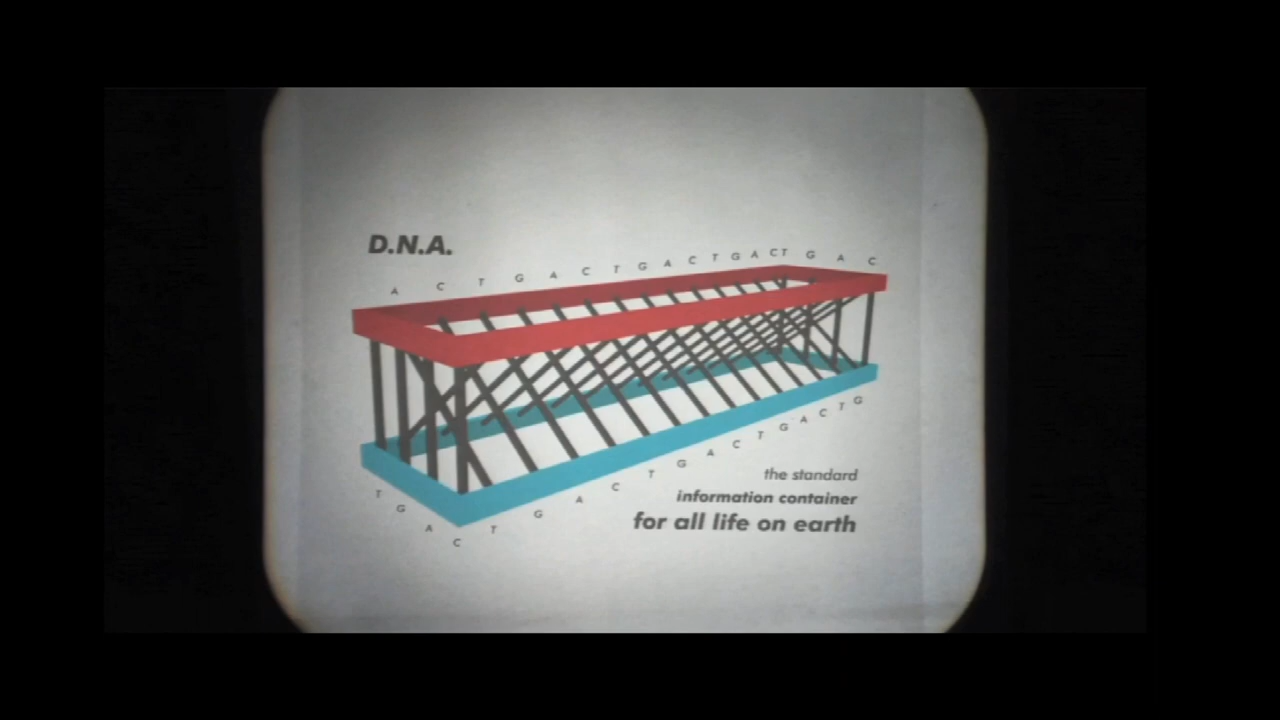 D.N.A.
A C T G A C T G A C T G A C T G A C
T G A C T G A C T G A C T G A C T G
the standard
information container
for all life on earth